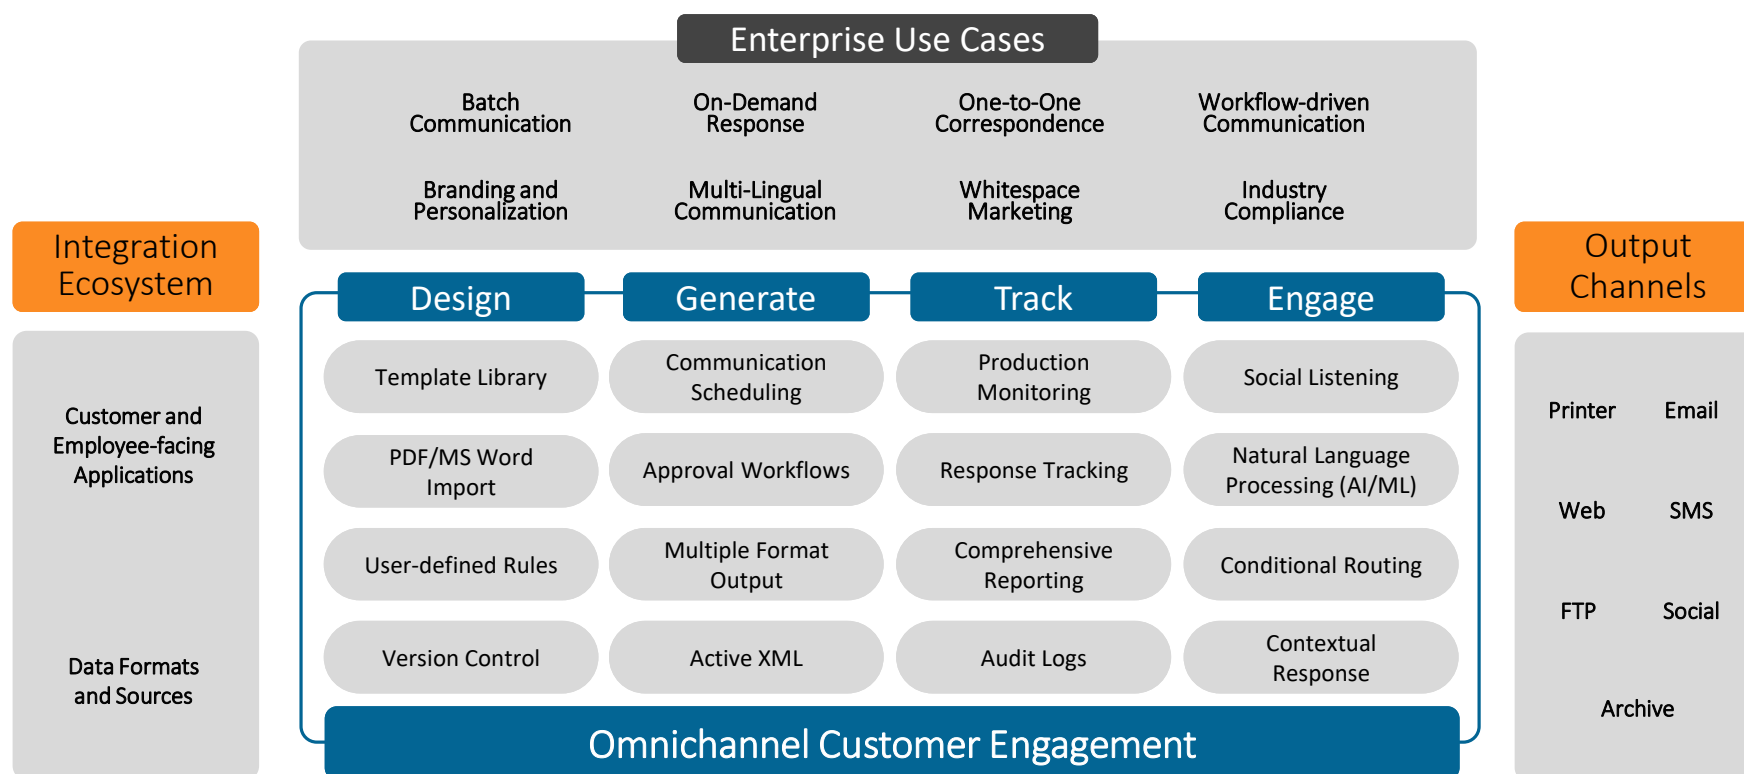 Enterprise Use Cases
Batch
Communication
On-Demand
Response
One-to-One
Correspondence
Workflow-driven
Communication
Branding and
Personalization
Multi-Lingual
Communication
Whitespace
Marketing
Industry
Compliance
Integration
Ecosystem
Customer and
Employee-facing
Applications
Data Formats
and Sources
Design
Template Library
PDF/MS Word
Import
User-defined Rules
Version Control
Generate
Communication
Scheduling
Approval Workflows
Multiple Format
Output
Active XML
Track
Production
Monitoring
Response Tracking
Comprehensive
Reporting
Audit Logs
Engage
Social Listening
Natural Language
Processing (AI/ML)
Conditional Routing
Contextual
Response
Omnichannel Customer Engagement
Output
Channels
Printer
Email
Web
SMS
FTP
Social
Archive